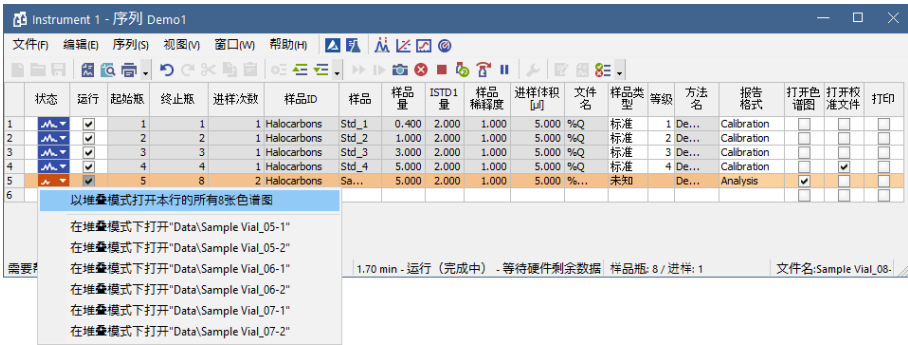 Instrument 1 - 序列 Demo1
文件(F) 编辑(E) 序列(S) 视图(V) 窗口(W) 帮助(H)
状态 运行 起始瓶 终止瓶 进样次数 样品ID 样品 样品量 ISTD1量 样品稀释度 进样体积[µl] 文件名 样品类型 等级 方法名 报告格式 打开色谱图 打开校准文件 打印
1 1 1 1 Halocarbons Std_1 0.400 2.000 1.000 5.000 %Q 标准 1 De... Calibration
2 2 2 1 Halocarbons Std_2 1.000 2.000 1.000 5.000 %Q 标准 2 De... Calibration
3 3 3 1 Halocarbons Std_3 3.000 2.000 1.000 5.000 %Q 标准 3 De... Calibration
4 4 4 1 Halocarbons Std_4 5.000 2.000 1.000 5.000 %Q 标准 4 De... Calibration
5 5 8 2 Halocarbons Sa... 5.000 2.000 1.000 5.000 %... 未知 De... Analysis
6
以堆叠模式打开本行的所有8张色谱图
在堆叠模式下打开"Data\Sample Vial_05-1"
在堆叠模式下打开"Data\Sample Vial_05-2"
在堆叠模式下打开"Data\Sample Vial_06-1"
在堆叠模式下打开"Data\Sample Vial_06-2"
在堆叠模式下打开"Data\Sample Vial_07-1"
在堆叠模式下打开"Data\Sample Vial_07-2"
需要 1.70 min - 运行（完成中） - 等待硬件剩余数据 样品瓶: 8 / 进样: 1 文件名:Sample Vial_08-